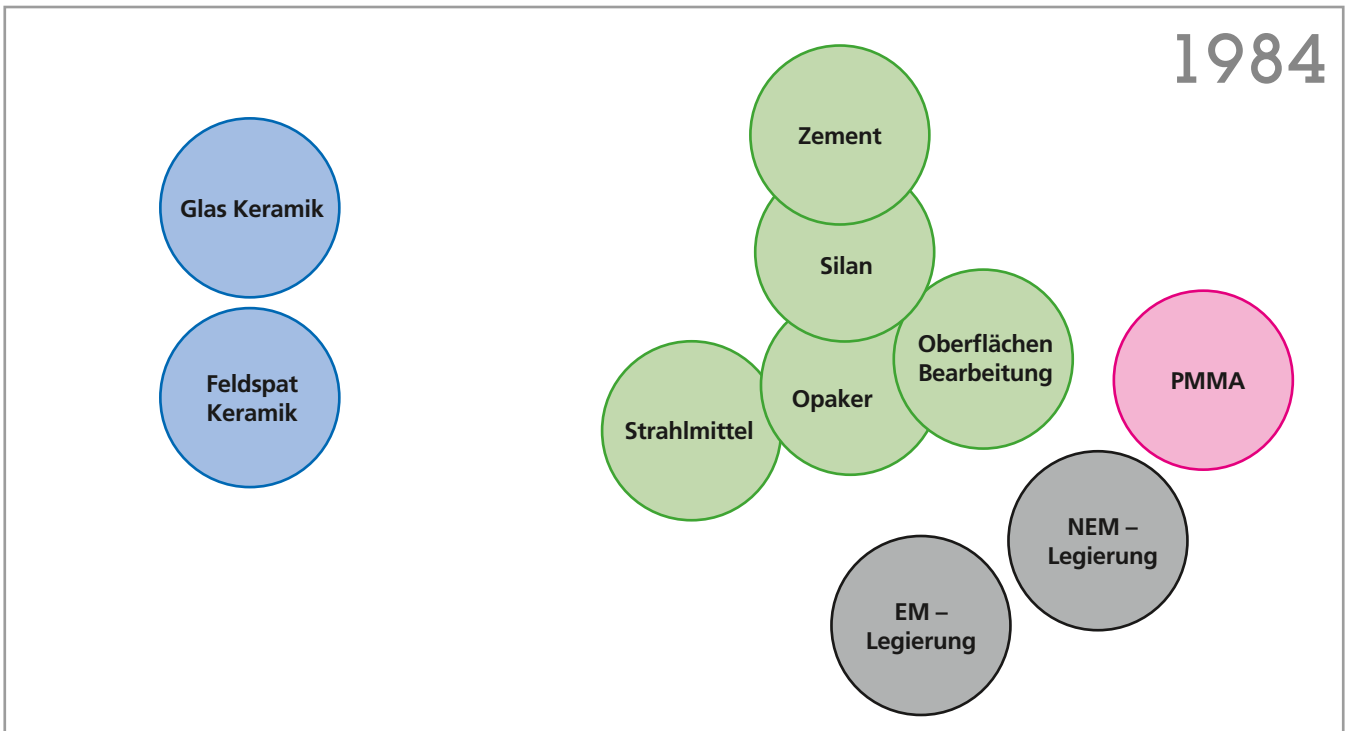 1984
Zement
Glas Keramik
Silan
Oberflächen
Bearbeitung
Feldspat
Keramik
PMMA
Opaker
Strahlmittel
NEM –
Legierung
EM –
Legierung